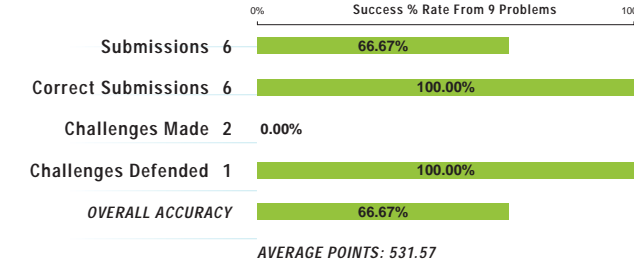 0% Success % Rate From 9 Problems 100
Submissions 6 66.67%
Correct Submissions 6 100.00%
Challenges Made 2 0.00%
Challenges Defended 1 100.00%
OVERALL ACCURACY 66.67%
AVERAGE POINTS: 531.57